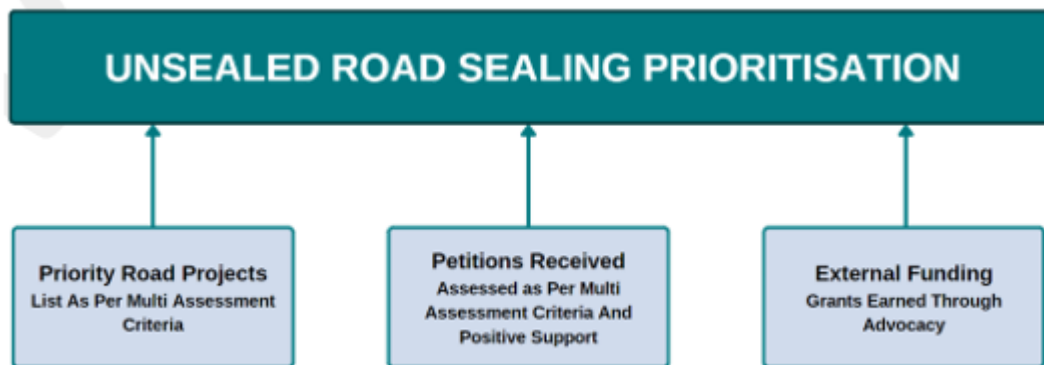 UNSEALED ROAD SEALING PRIORITISATION
Priority Road Projects
List As Per Multi Assessment
Criteria
Petitions Received
Assessed as Per Multi
Assessment Criteria And
Positive Support
External Funding
Grants Earned Through
Advocacy